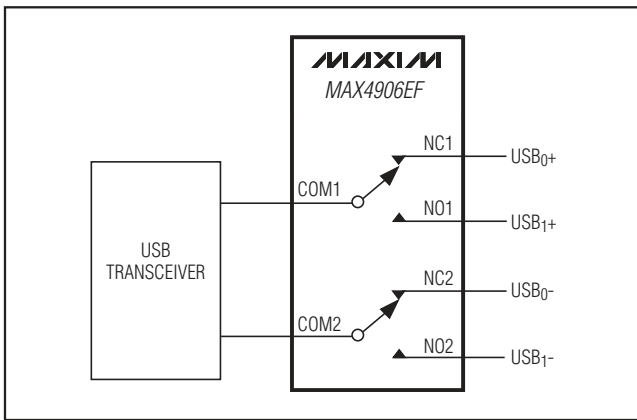 MAXIM
MAX4906EF
NC1
USB0+
COM1
NO1
USB1+
USB
TRANSCEIVER
NC2
USB0-
COM2
NO2
USB1-